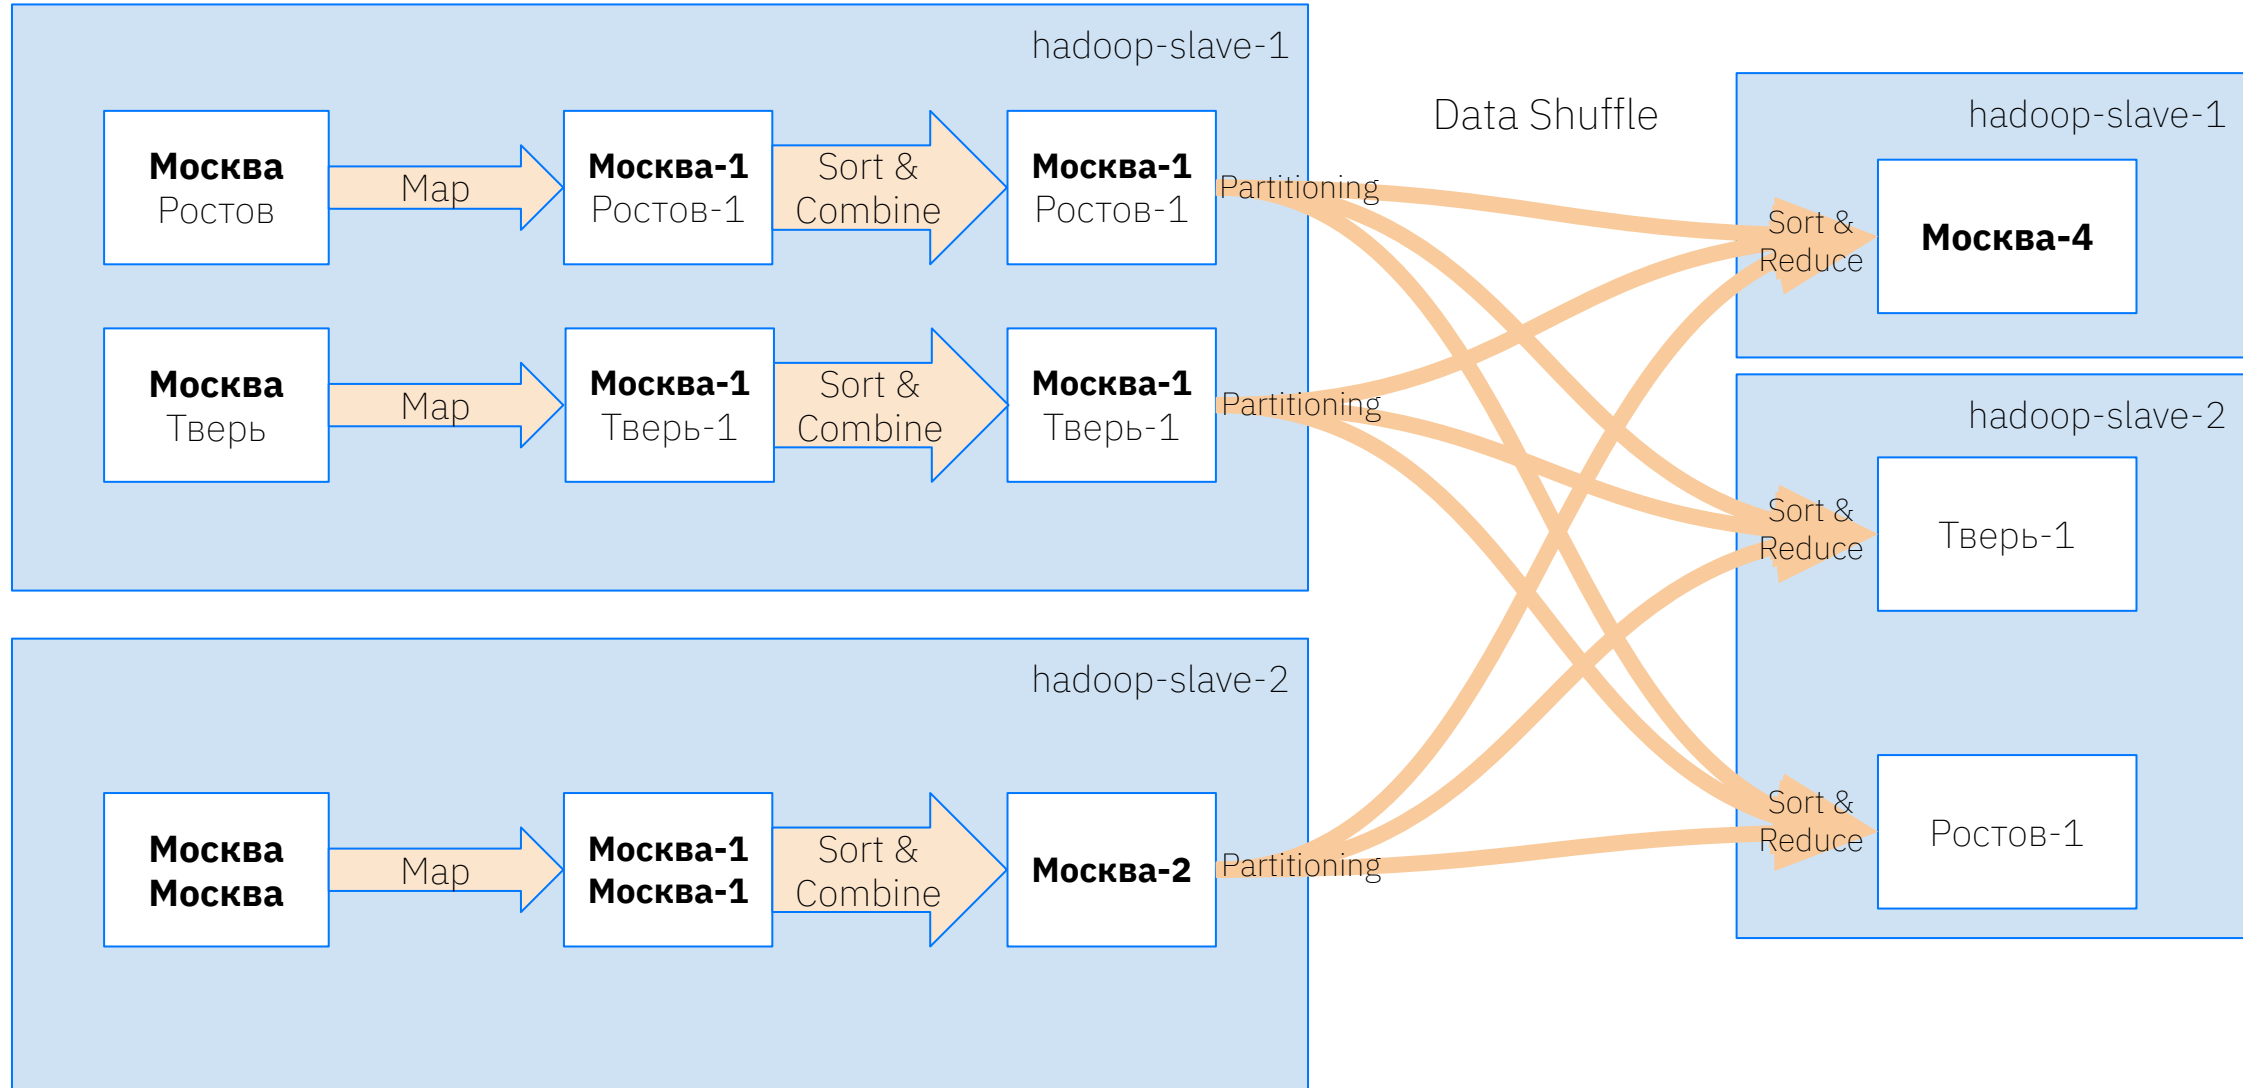 hadoop-slave-1
Москва
Ростов
Map
Москва-1
Ростов-1
Sort &
Combine
Москва-1
Ростов-1
Partitioning
Москва
Тверь
Map
Москва-1
Тверь-1
Sort &
Combine
Москва-1
Тверь-1
Partitioning
hadoop-slave-2
Москва
Москва
Map
Москва-1
Москва-1
Sort &
Combine
Москва-2
Partitioning
Data Shuffle
hadoop-slave-1
Sort &
Reduce
Москва-4
hadoop-slave-2
Sort &
Reduce
Тверь-1
Sort &
Reduce
Ростов-1